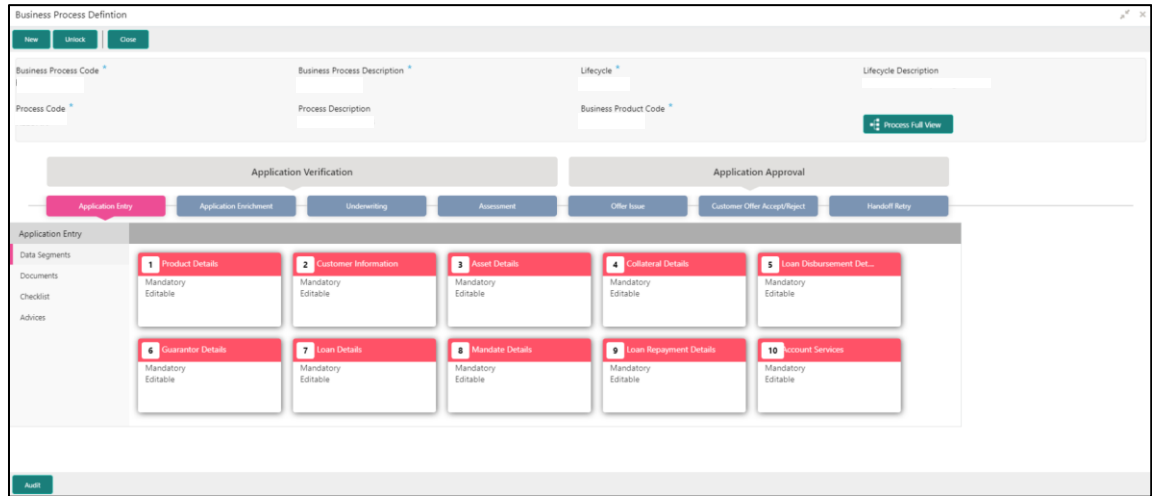 Business Process Defintion
New Unlock Close
Business Process Code * Business Process Description * Lifecycle * Lifecycle Description
Process Code * Process Description Business Product Code *
Process Full View
Application Verification Application Approval
Application Entry Application Enrichment Underwriting Assessment Offer Issue Customer Offer Accept/Reject Handoff Retry
Application Entry
Data Segments
Documents
Checklist
Advices
1 Product Details 2 Customer Information 3 Asset Details 4 Collateral Details 5 Loan Disbursement Det...
Mandatory Mandatory Mandatory Mandatory Mandatory
Editable Editable Editable Editable Editable
6 Guarantor Details 7 Loan Details 8 Mandate Details 9 Loan Repayment Details 10 Account Services
Mandatory Mandatory Mandatory Mandatory Mandatory
Editable Editable Editable Editable Editable
Audit